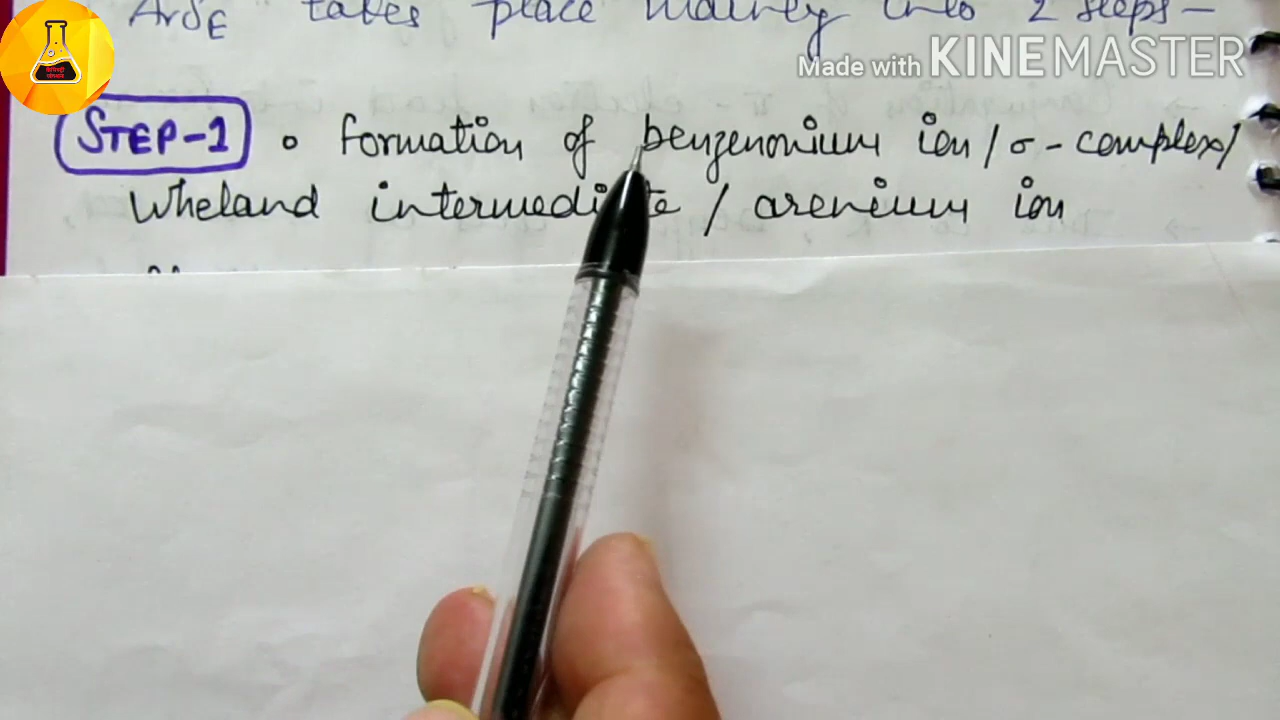 ArSE takes place mainly into 2 steps-
Made with KINEMASTER
STEP-1 ∘ Formation of benzenonium ion/σ-complex/
Wheland intermediate / arenium ion